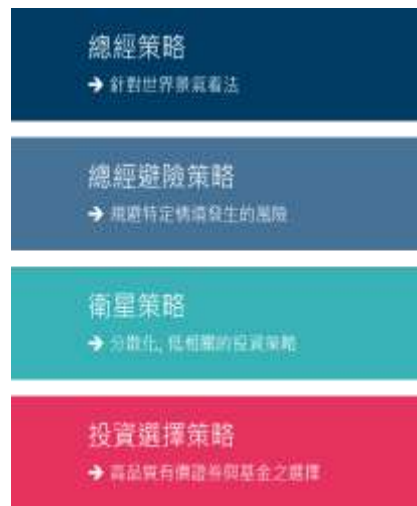 總經策略
➔ 針對世界景氣看法
總經避險策略
➔ 規避特定情境發生的風險
衛星策略
➔ 分散化, 低相關的投資策略
投資選擇策略
➔ 高品質有價證券與基金之選擇